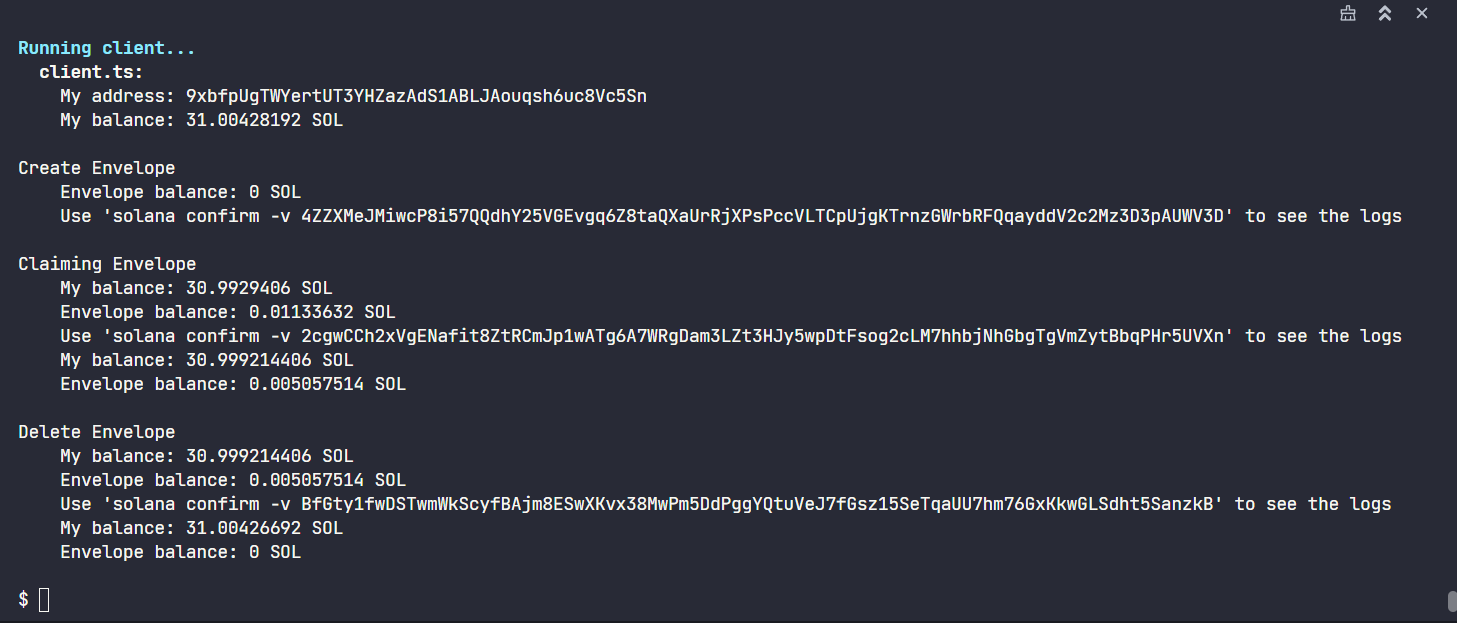 Running client...
client.ts:
My address: 9xbfpUgTWYertUT3YHZazAdS1ABLJAouqsh6uc8Vc5Sn
My balance: 31.00428192 SOL
Create Envelope
Envelope balance: 0 SOL
Use 'solana confirm -v 4ZZXMeJMiwcP8i57QQdhY25VGEvgq6Z8taQXaUrRjXPsPccVLTCpUjgKTrnzGWrbRFQqayddV2c2Mz3D3pAUWV3D' to see the logs
Claiming Envelope
My balance: 30.9929406 SOL
Envelope balance: 0.01133632 SOL
Use 'solana confirm -v 2cgwCCh2xVgENafit8ZtRCmJp1wATg6A7WRgDam3LZt3HJy5wpDtFsog2cLM7hhbjNhGbgTgVmZytBbqPHr5UVXn' to see the logs
My balance: 30.999214406 SOL
Envelope balance: 0.005057514 SOL
Delete Envelope
My balance: 30.999214406 SOL
Envelope balance: 0.005057514 SOL
Use 'solana confirm -v BfGty1fwDSTwmWkScyfBAjm8ESwXKvx38MwPm5DdPggYQtuVeJ7fGsz15SeTqaUU7hm76GxKkwGLSdht5SanzkB' to see the logs
My balance: 31.00426692 SOL
Envelope balance: 0 SOL
$